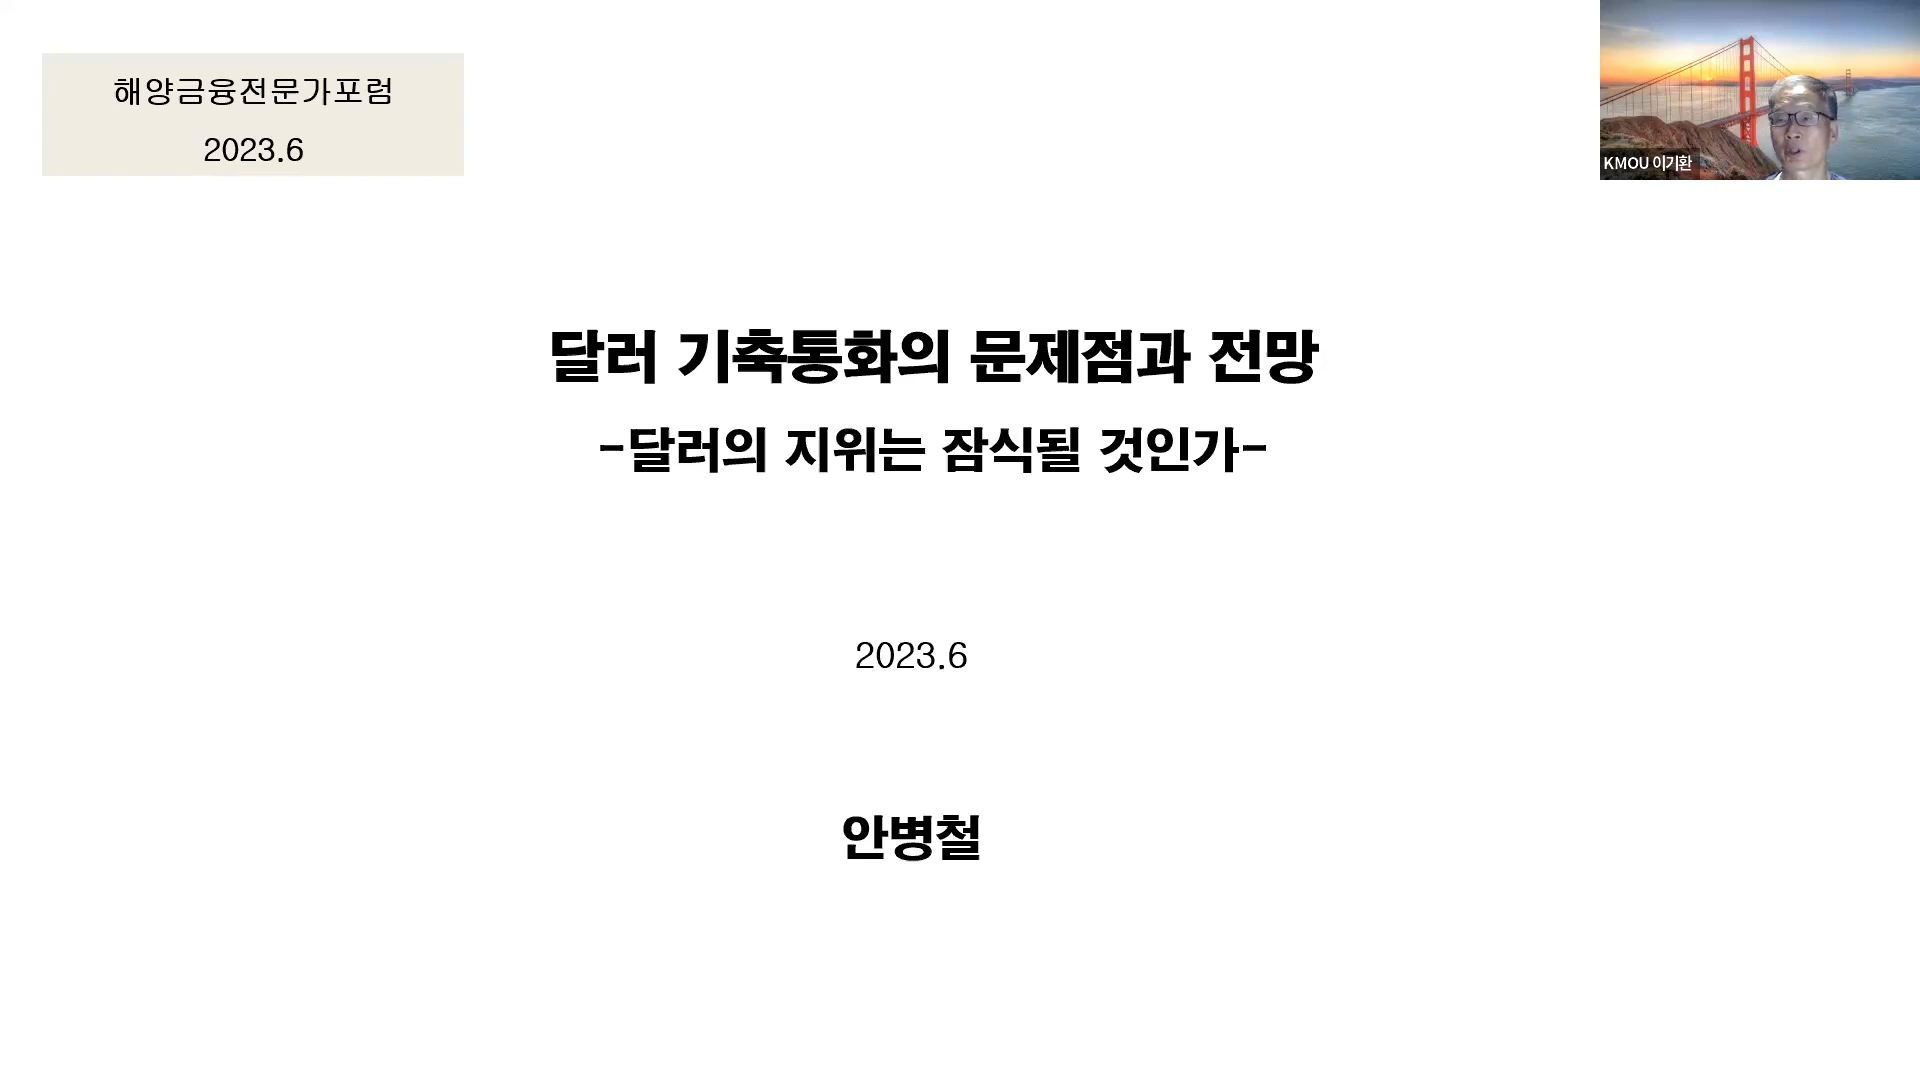 해양금융전문가포럼
2023.6
KMOU 이기환
달러 기축통화의 문제점과 전망
-달러의 지위는 잠식될 것인가-
2023.6
안병철